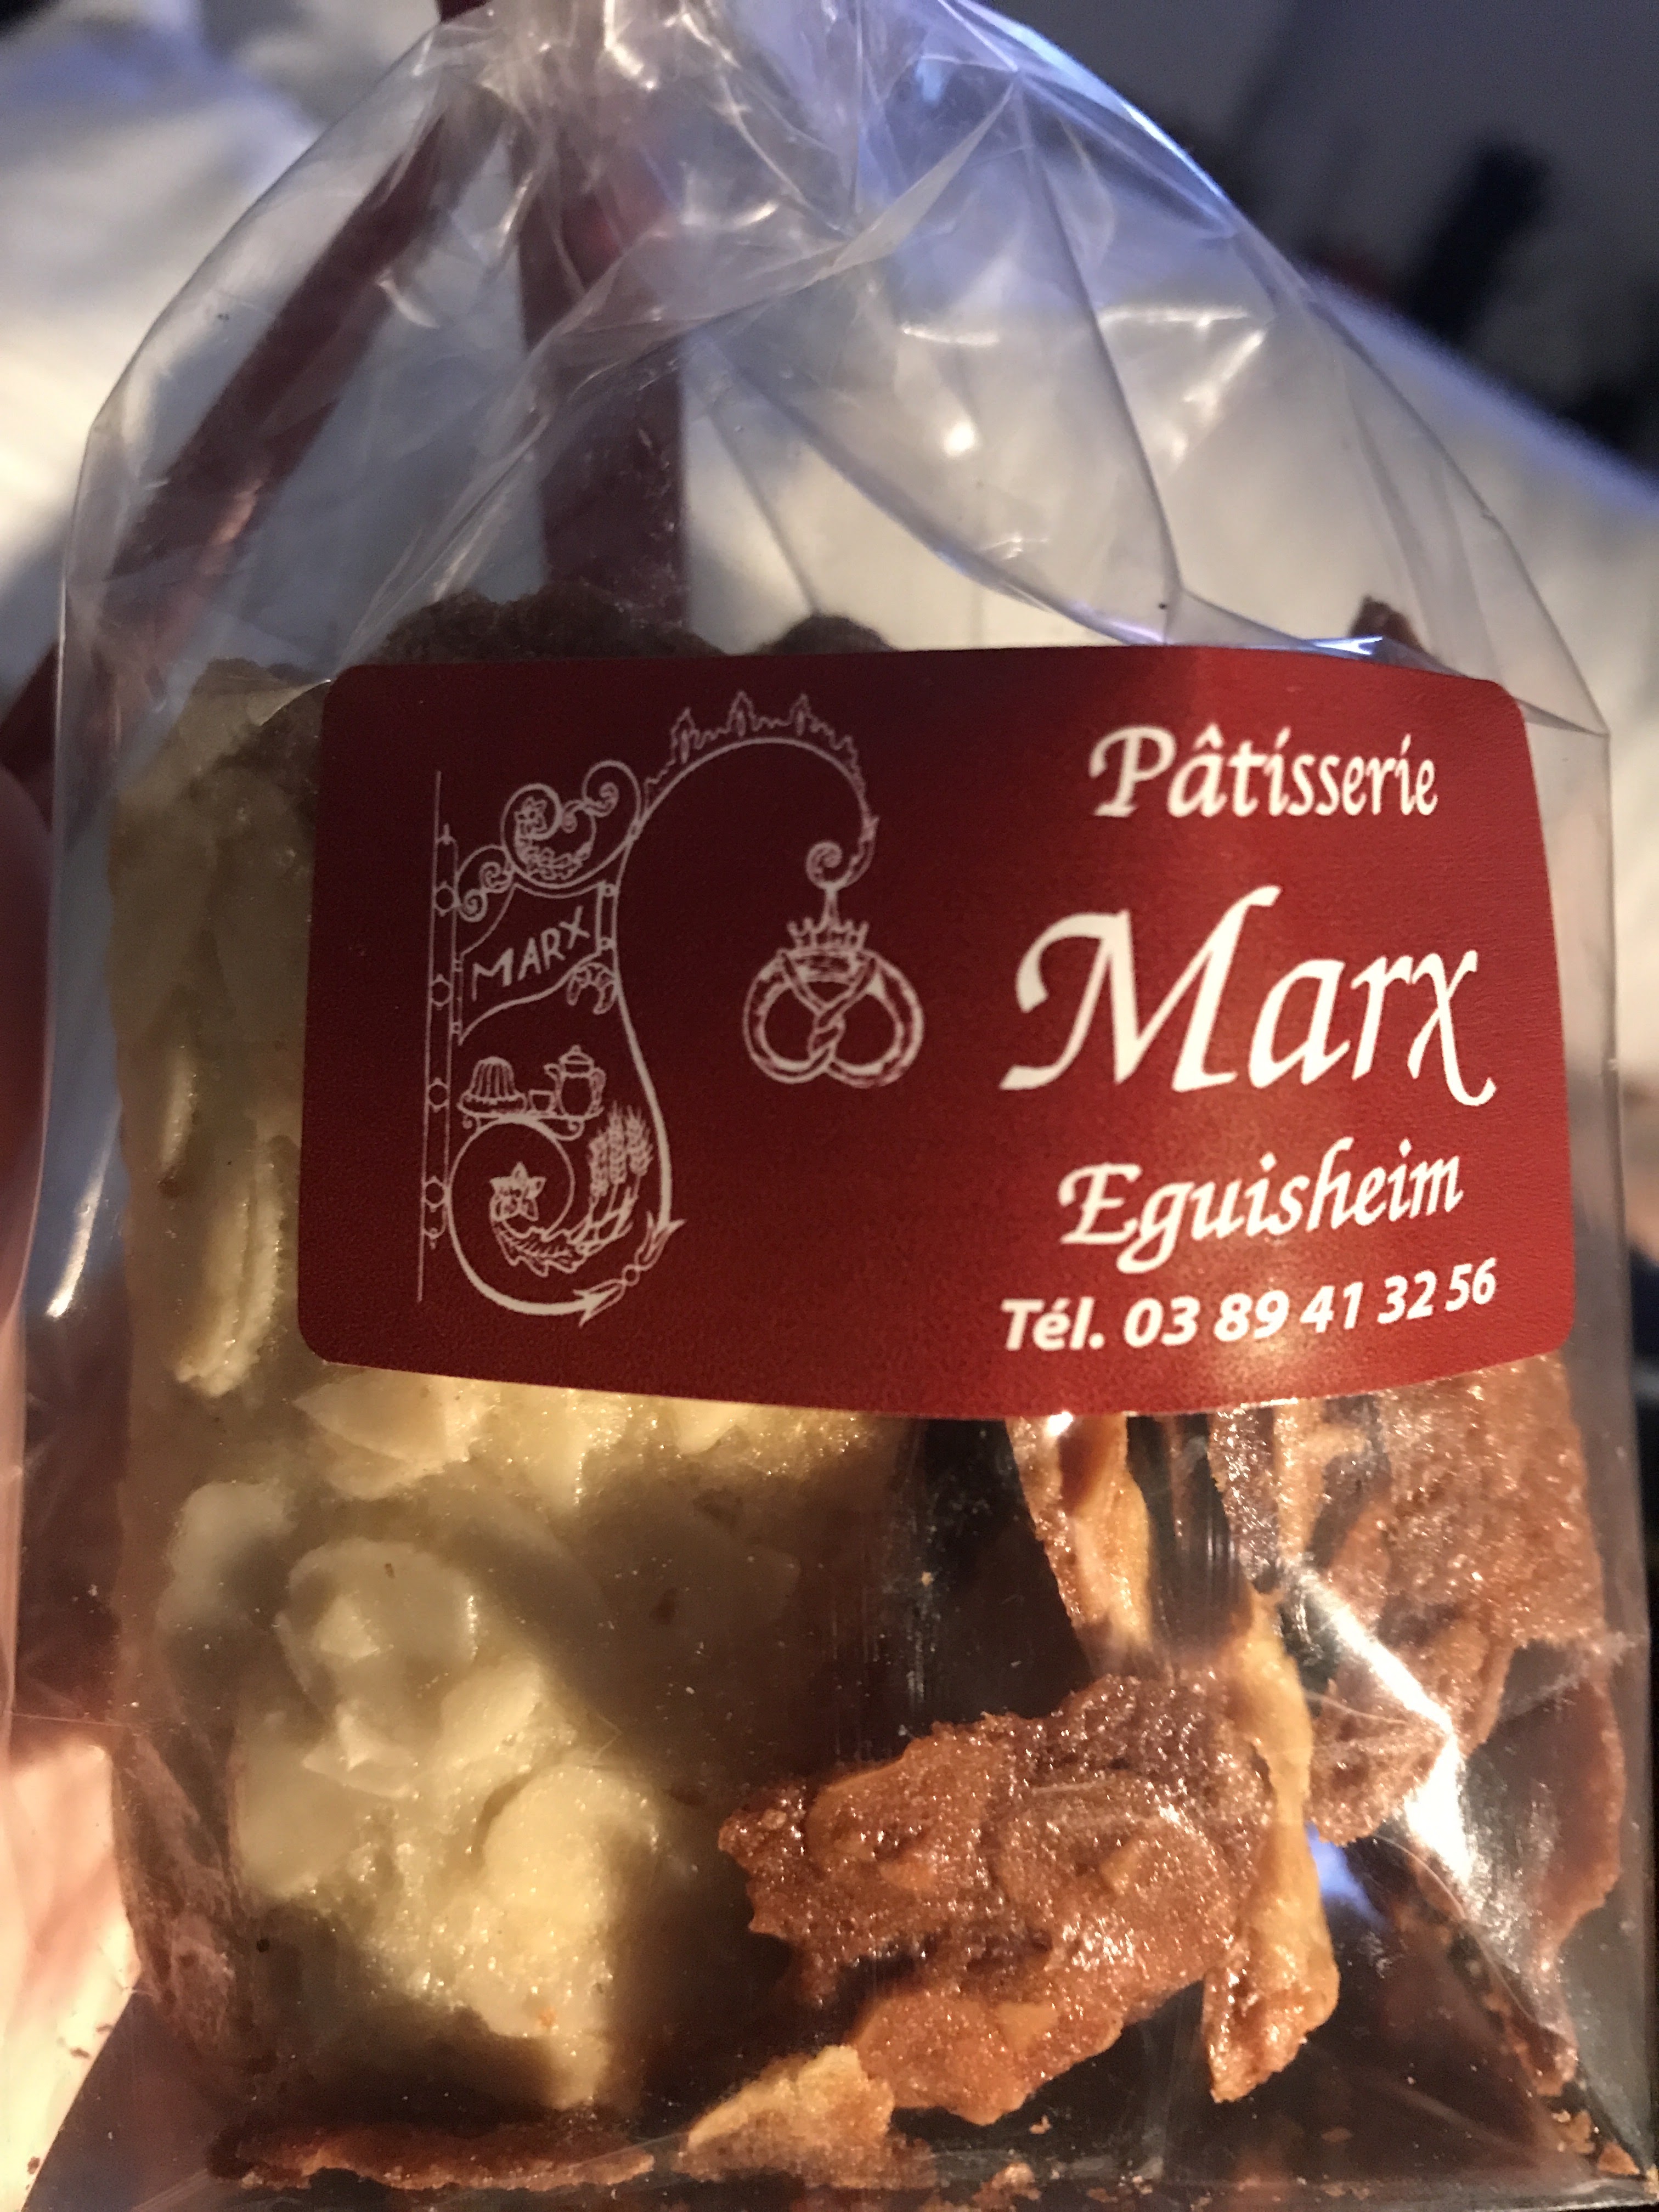 MARX
Pâtisserie
Marx
Eguisheim
Tél. 03 89 41 32 56